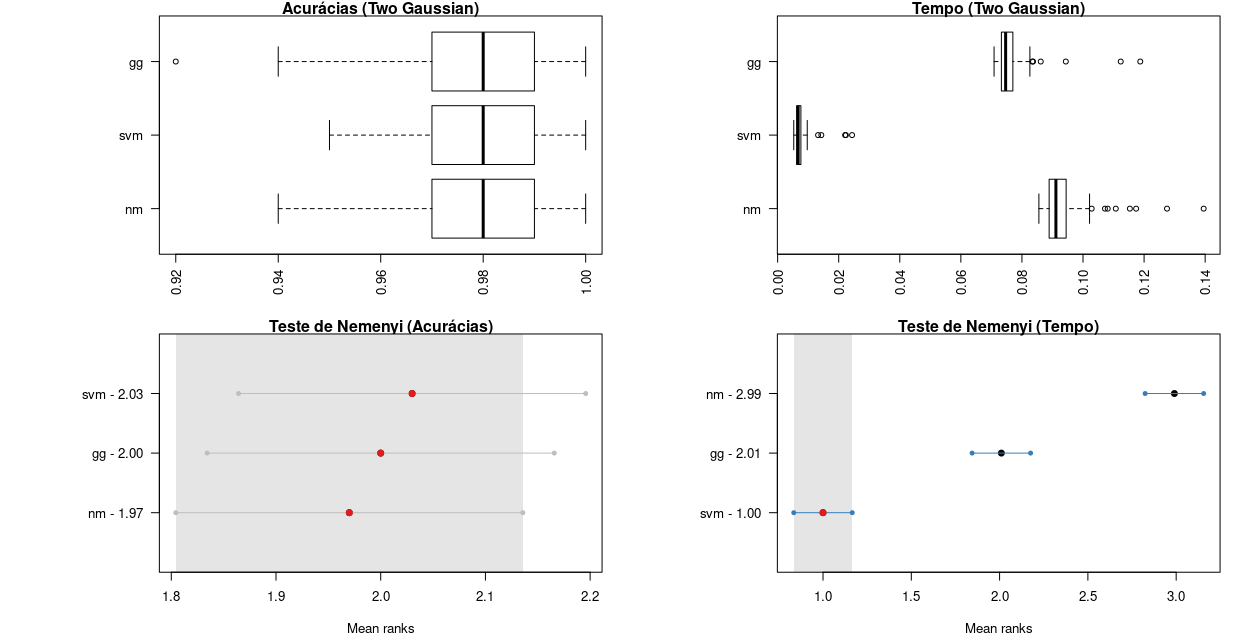 Acurácias (Two Gaussian)
gg
svm
nm
0.92
0.94
0.96
0.98
1.00
Tempo (Two Gaussian)
gg
svm
nm
0.00
0.02
0.04
0.06
0.08
0.10
0.12
0.14
Teste de Nemenyi (Acurácias)
svm - 2.03
gg - 2.00
nm - 1.97
1.8
1.9
2.0
2.1
2.2
Mean ranks
Teste de Nemenyi (Tempo)
nm - 2.99
gg - 2.01
svm - 1.00
1.0
1.5
2.0
2.5
3.0
Mean ranks